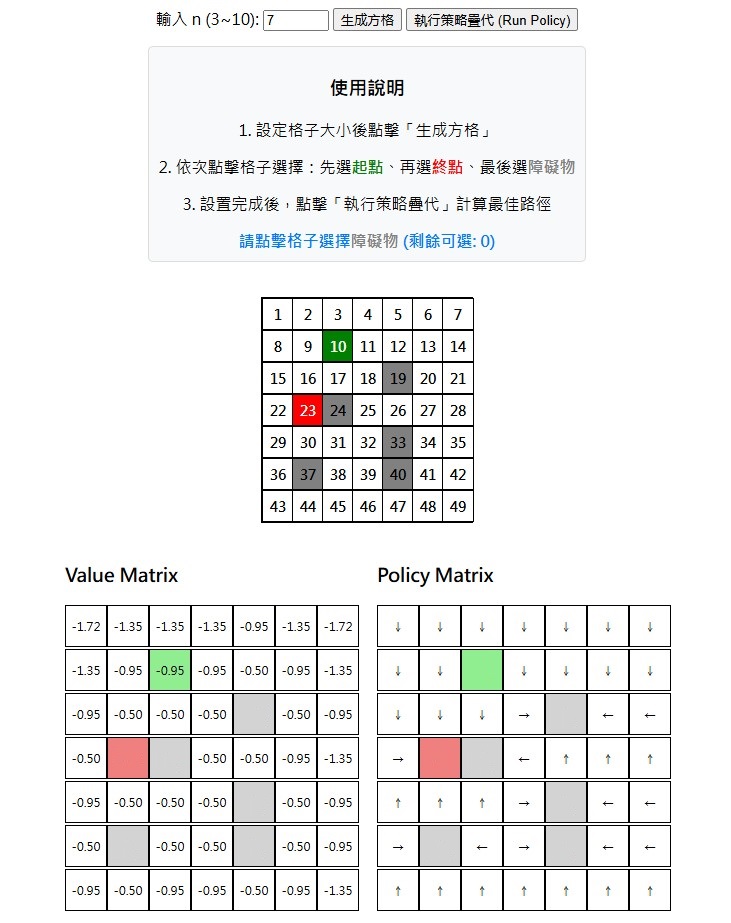 輸入 n (3~10): 7 生成方格 執行策略疊代 (Run Policy)
使用說明
1. 設定格子大小後點擊「生成方格」
2. 依次點擊格子選擇：先選起點、再選終點、最後選障礙物
3. 設置完成後，點擊「執行策略疊代」計算最佳路徑
請點擊格子選擇障礙物 (剩餘可選: 0)
1 2 3 4 5 6 7
8 9 10 11 12 13 14
15 16 17 18 19 20 21
22 23 24 25 26 27 28
29 30 31 32 33 34 35
36 37 38 39 40 41 42
43 44 45 46 47 48 49
Value Matrix
-1.72 -1.35 -1.35 -1.35 -0.95 -1.35 -1.72
-1.35 -0.95 -0.95 -0.95 -0.50 -0.95 -1.35
-0.95 -0.50 -0.50 -0.50 -0.50 -0.95
-0.50 -0.50 -0.50 -0.95 -1.35
-0.95 -0.50 -0.50 -0.50 -0.50 -0.95
-0.50 -0.50 -0.50 -0.50 -0.95
-0.95 -0.50 -0.95 -0.95 -0.50 -0.95 -1.35
Policy Matrix
↓ ↓ ↓ ↓ ↓ ↓ ↓
↓ ↓ ↓ ↓ ↓ ↓
↓ ↓ ↓ → ← ←
→ ← ↑ ↑ ↑
↑ ↑ ↑ → ← ←
→ ← → ← ←
↑ ↑ ↑ ↑ ↑ ↑ ↑